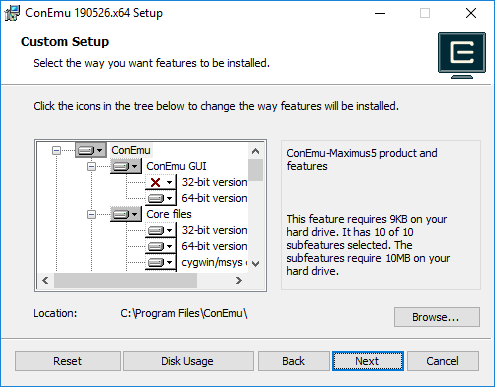 ConEmu 190526.x64 Setup
Custom Setup
Select the way you want features to be installed.
Click the icons in the tree below to change the way features will be installed.
ConEmu
ConEmu GUI
32-bit version
64-bit version
Core files
32-bit version
64-bit version
cygwin/msys
ConEmu-Maximus5 product and
features
This feature requires 9KB on your
hard drive. It has 10 of 10
subfeatures selected. The
subfeatures require 10MB on your
hard drive.
Location: C:\Program Files\ConEmu\
Browse...
Reset Disk Usage Back Next Cancel